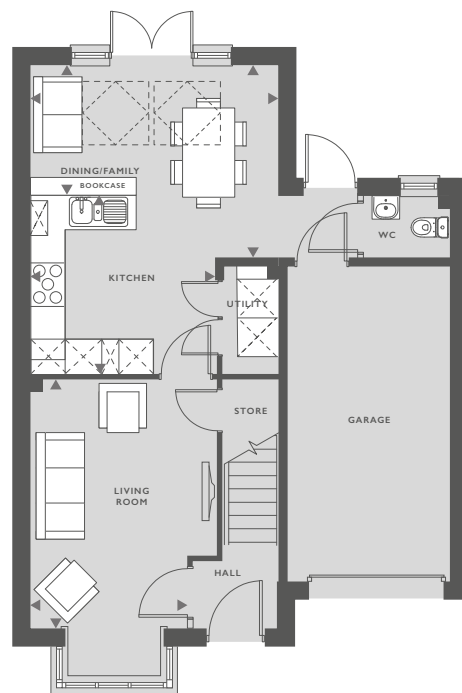 DINING/FAMILY
BOOKCASE
WC
KITCHEN
UTILITY
STORE
GARAGE
LIVING
ROOM
HALL